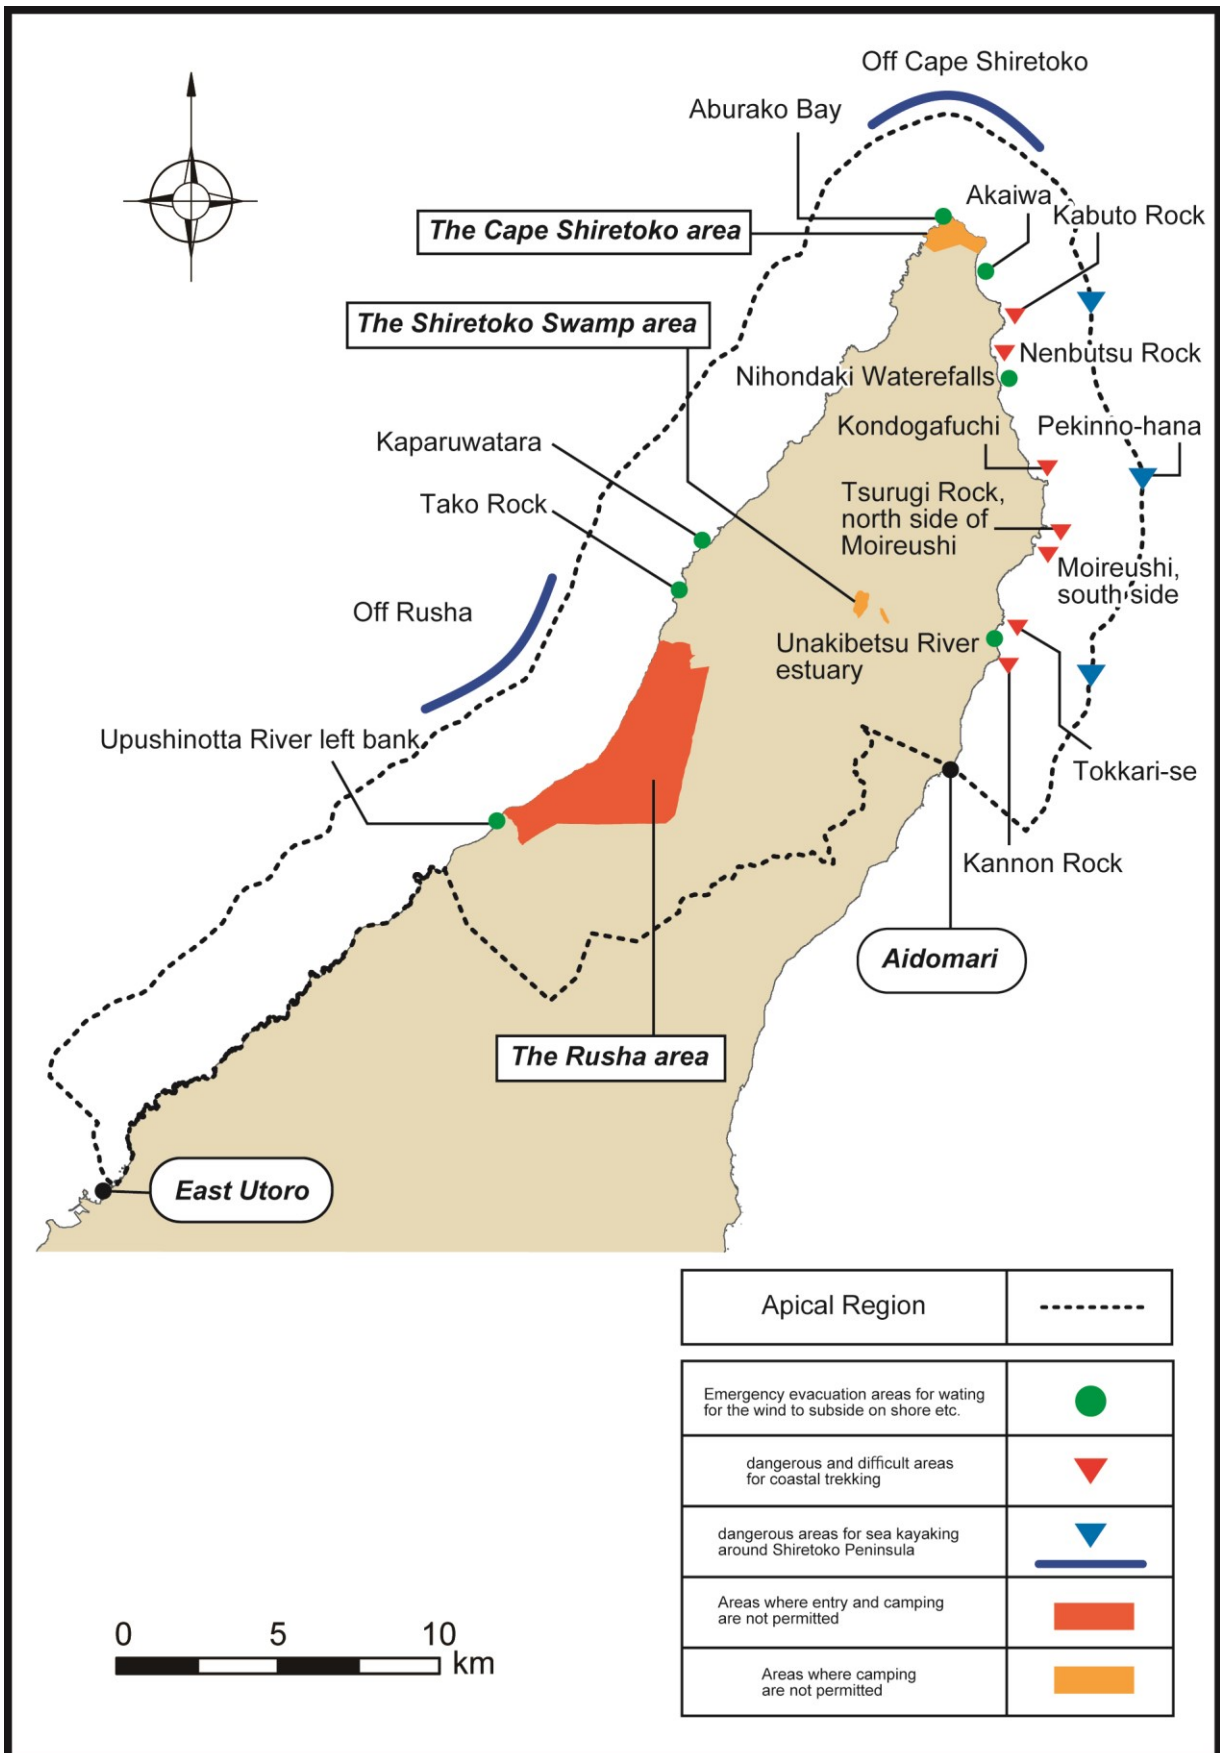 Off Cape Shiretoko
Aburako Bay
Akaiwa
Kabuto Rock
The Cape Shiretoko area
The Shiretoko Swamp area
Nenbutsu Rock
Nihondaki Waterefalls
Kondogafuchi
Pekinno-hana
Kaparuwatara
Tsurugi Rock,
north side of
Moireushi
Tako Rock
Moireushi,
south side
Off Rusha
Unakibetsu River
estuary
Upushinotta River left bank
Tokkari-se
Kannon Rock
Aidomari
The Rusha area
East Utoro
Apical Region
Emergency evacuation areas for wating
for the wind to subside on shore etc.
dangerous and difficult areas
for coastal trekking
dangerous areas for sea kayaking
around Shiretoko Peninsula
Areas where entry and camping
are not permitted
Areas where camping
are not permitted
0 5 10
km